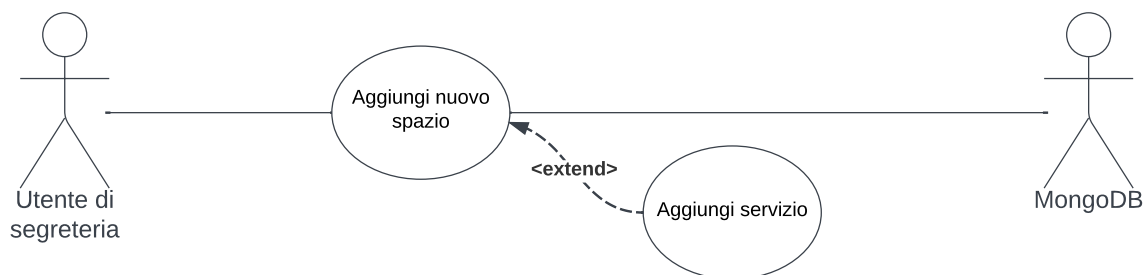 Aggiungi nuovo
spazio
<extend>
Aggiungi servizio
Utente di
segreteria
MongoDB